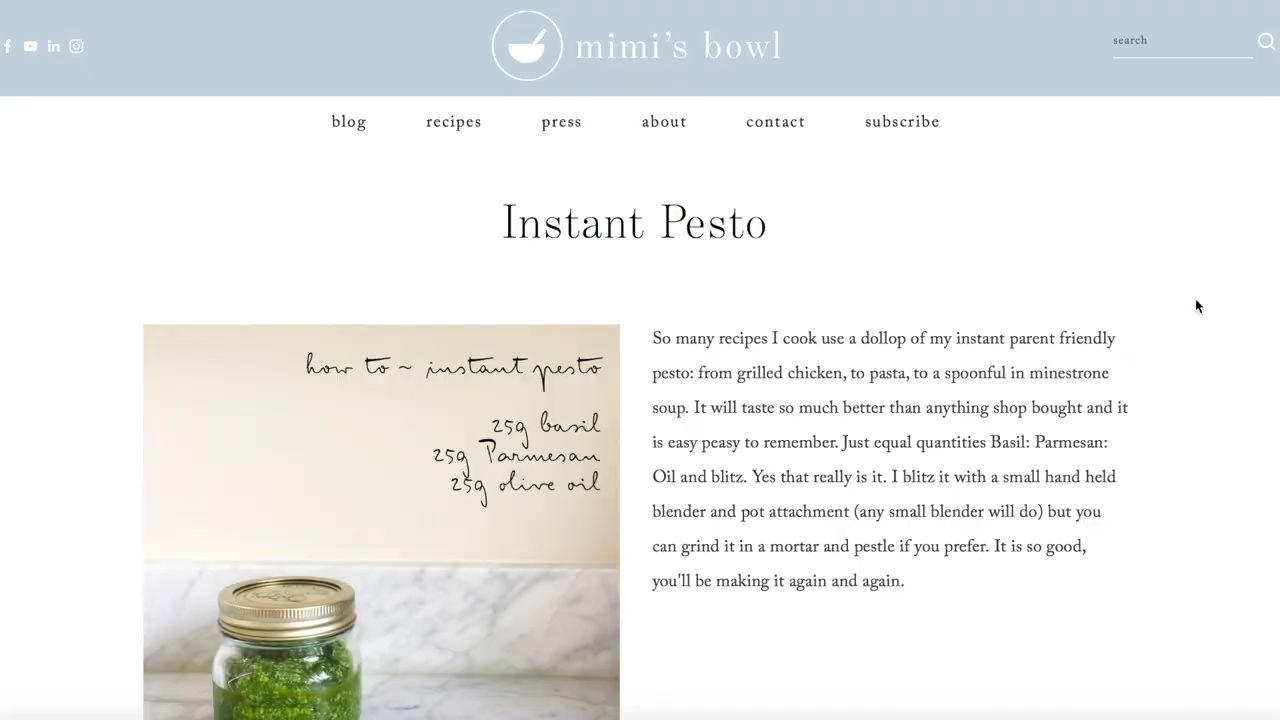 mimi's bowl
search
blog recipes press about contact subscribe
Instant Pesto
how to ~ instant pesto
25g basil
25g Parmesan
25g olive oil
So many recipes I cook use a dollop of my instant parent friendly
pesto: from grilled chicken, to pasta, to a spoonful in minestrone
soup. It will taste so much better than anything shop bought and it
is easy peasy to remember. Just equal quantities Basil: Parmesan:
Oil and blitz. Yes that really is it. I blitz it with a small hand held
blender and pot attachment (any small blender will do) but you
can grind it in a mortar and pestle if you prefer. It is so good,
you'll be making it again and again.